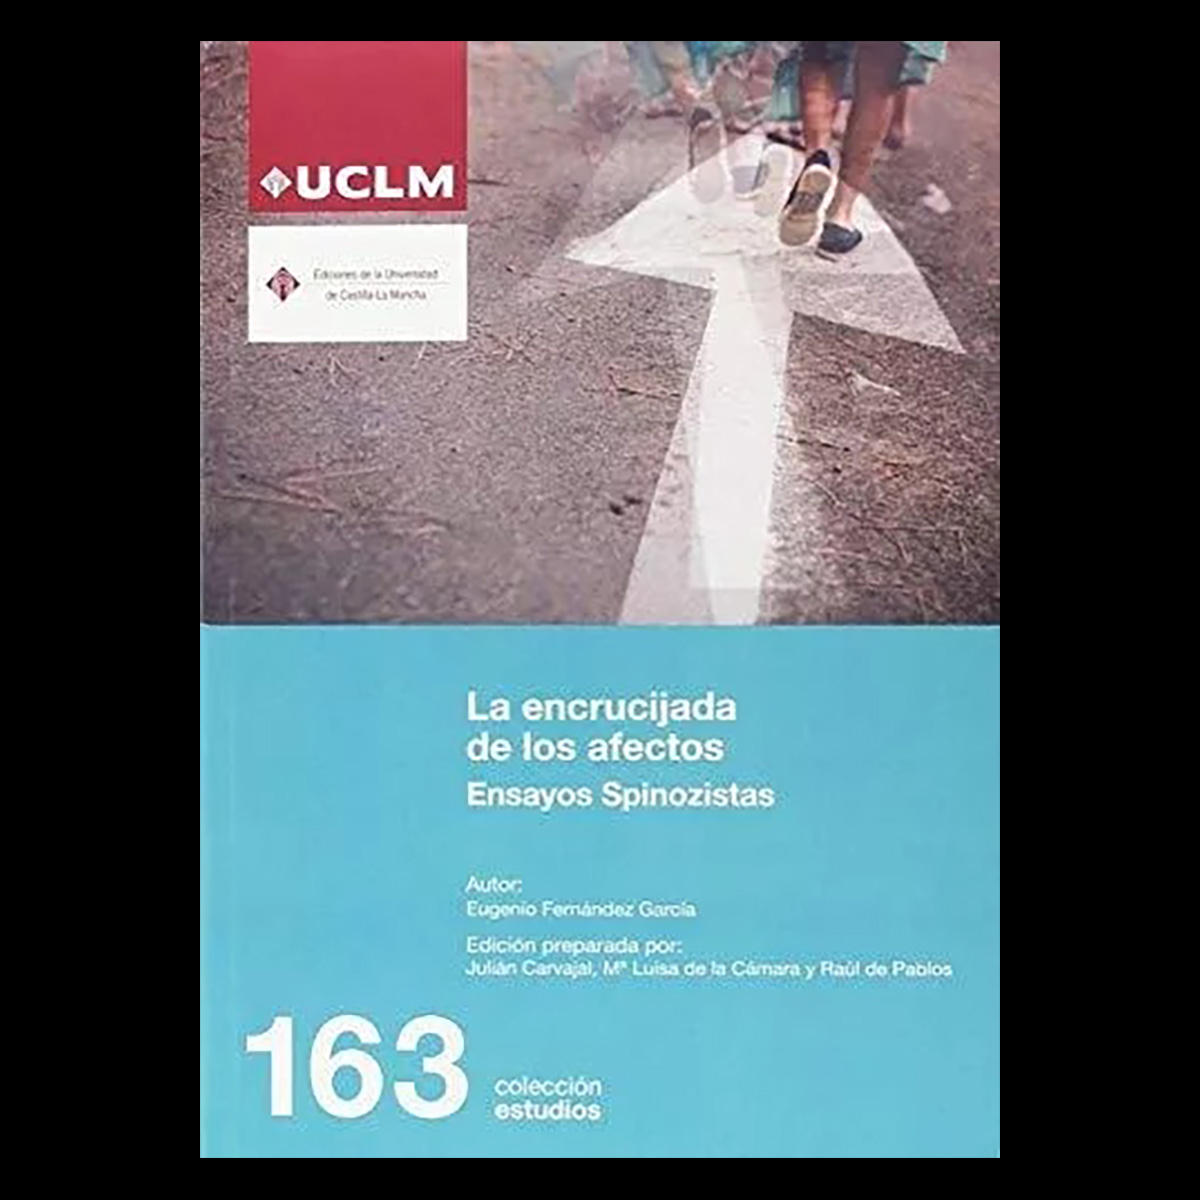 UCLM
Ediciones de la Universidad
de Castilla-La Mancha
La encrucijada
de los afectos
Ensayos Spinozistas
Autor:
Eugenio Fernández García
Edición preparada por:
Julián Carvajal, Mª Luisa de la Cámara y Raúl de Pablos
163
colección
estudios